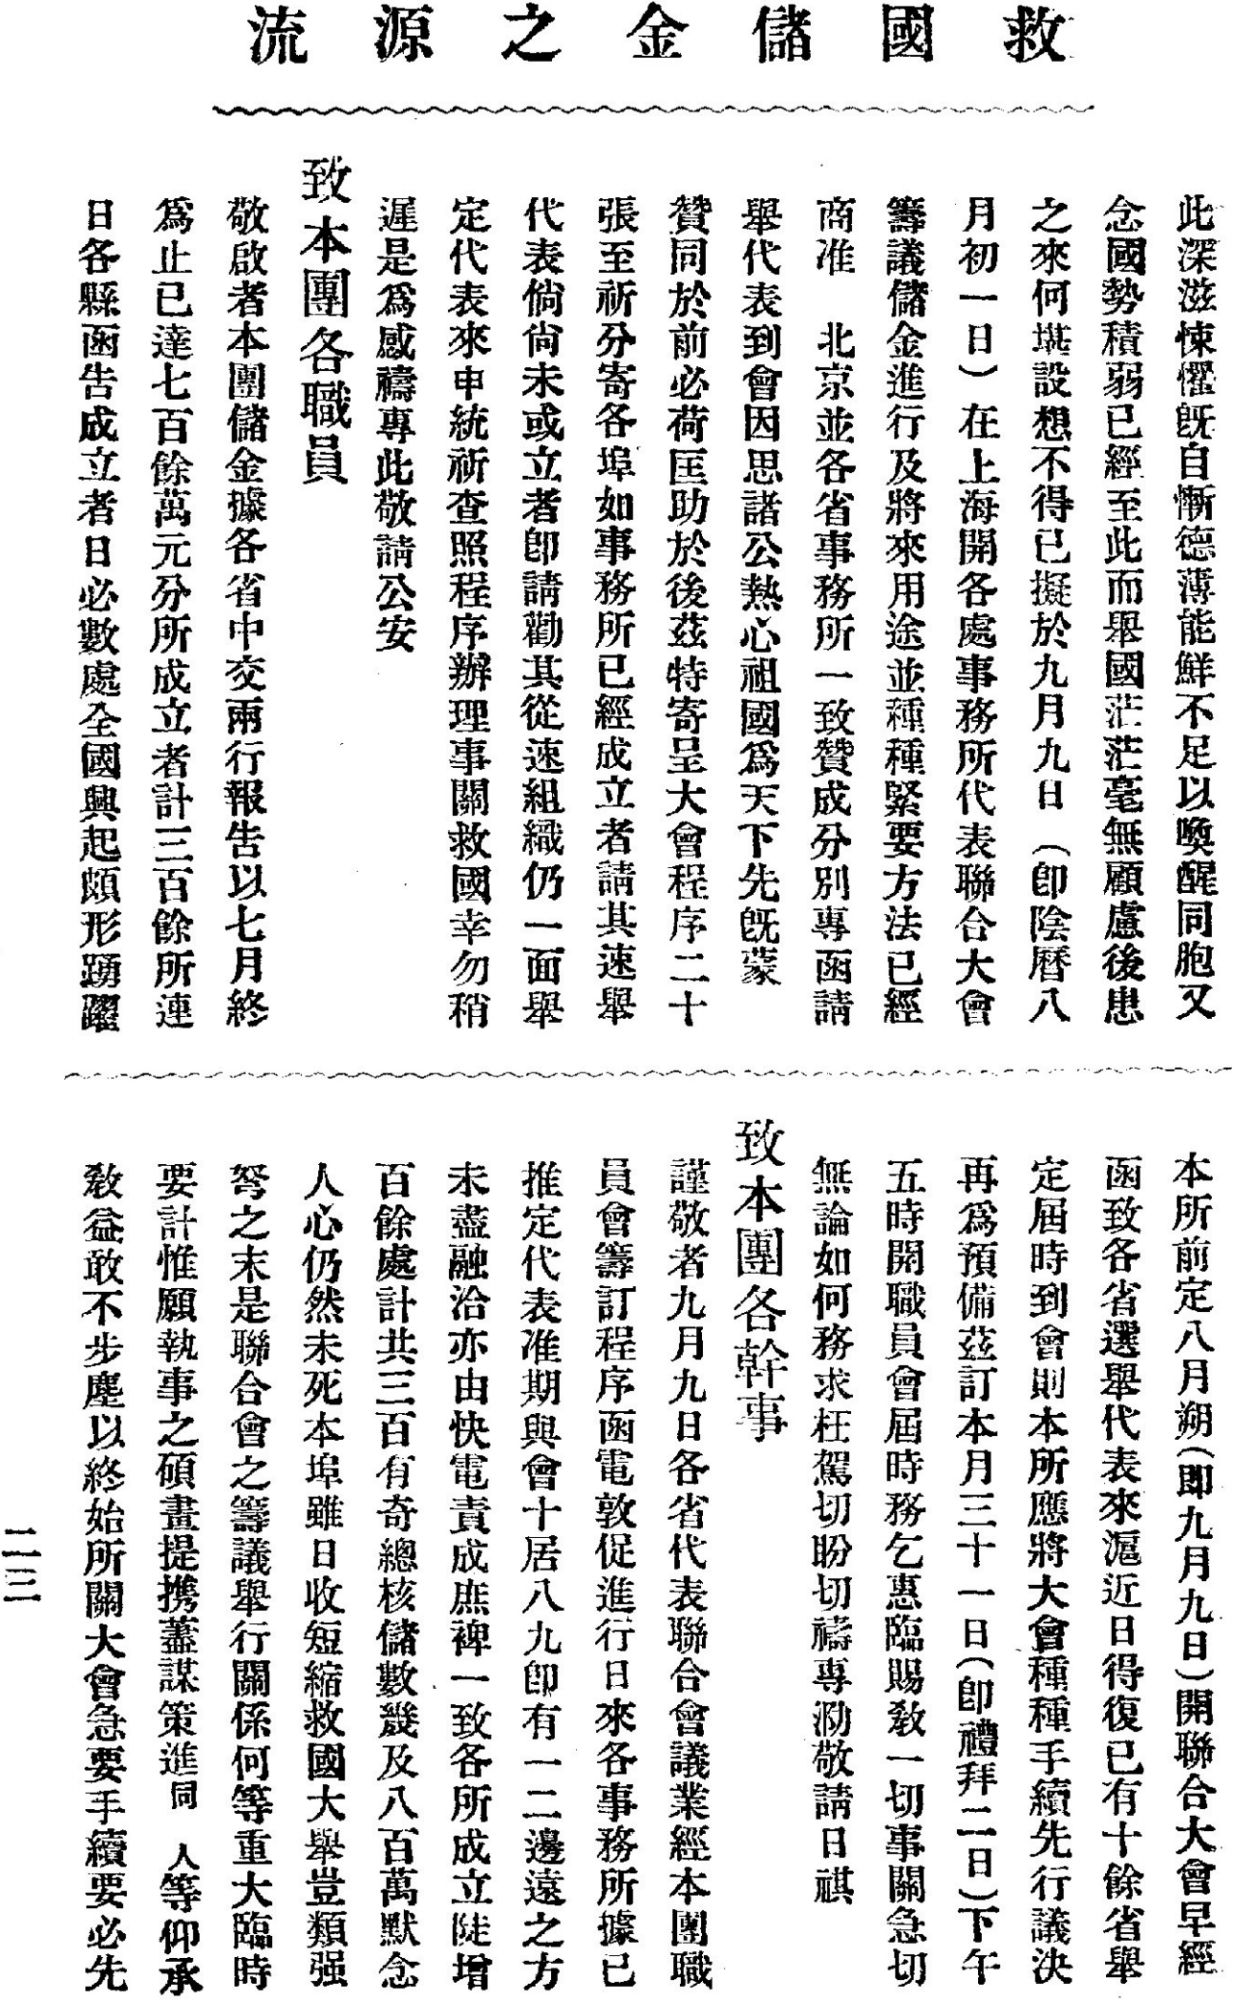 救國儲金之源流
此深滋悚懼旣自慚德薄能鮮不足以喚醒同胞又
念國勢積弱已經至此而舉國茫茫毫無顧慮後患
之來何堪設想不得已擬於九月九日（卽陰曆八
月初一日）在上海開各處事務所代表聯合大會
籌議儲金進行及將來用途並種種緊要方法已經
商准　北京並各省事務所一致贊成分別專函請
舉代表到會因思諸公熱心祖國爲天下先旣蒙
贊同於前必荷匡助於後茲特寄呈大會程序二十
張至祈分寄各埠如事務所已經成立者請其速舉
代表倘尙未或立者卽請勸其從速組織仍一面舉
定代表來申統祈查照程序辦理事關救國幸勿稍
遲是爲感禱專此敬請公安
致本團各職員
敬啟者本團儲金據各省中交兩行報告以七月終
爲止已達七百餘萬元分所成立者計三百餘所連
日各縣函告成立者日必數處全國興起頗形踴躍
本所前定八月朔（卽九月九日）開聯合大會早經
函致各省選舉代表來滬近日得復已有十餘省舉
定屆時到會則本所應將大會種種手續先行議決
再爲預備茲訂本月三十一日（卽禮拜二日）下午
五時開職員會屆時務乞惠臨賜敎一切事關急切
無論如何務求枉駕切盼切禱專泐敬請日祺
致本團各幹事
謹敬者九月九日各省代表聯合會議業經本團職
員會籌訂程序函電敦促進行日來各事務所據已
推定代表准期與會十居八九卽有一二邊遠之方
未盡融洽亦由快電責成庶裨一致各所成立陡增
百餘處計共三百有奇總核儲數幾及八百萬默念
人心仍然未死本埠雖日收短縮救國大舉豈類强
弩之末是聯合會之籌議舉行關係何等重大臨時
要計惟願執事之碩畫提携藎謀策進同　人等仰承
敎益敢不步塵以終始所關大會急要手續要必先
二三